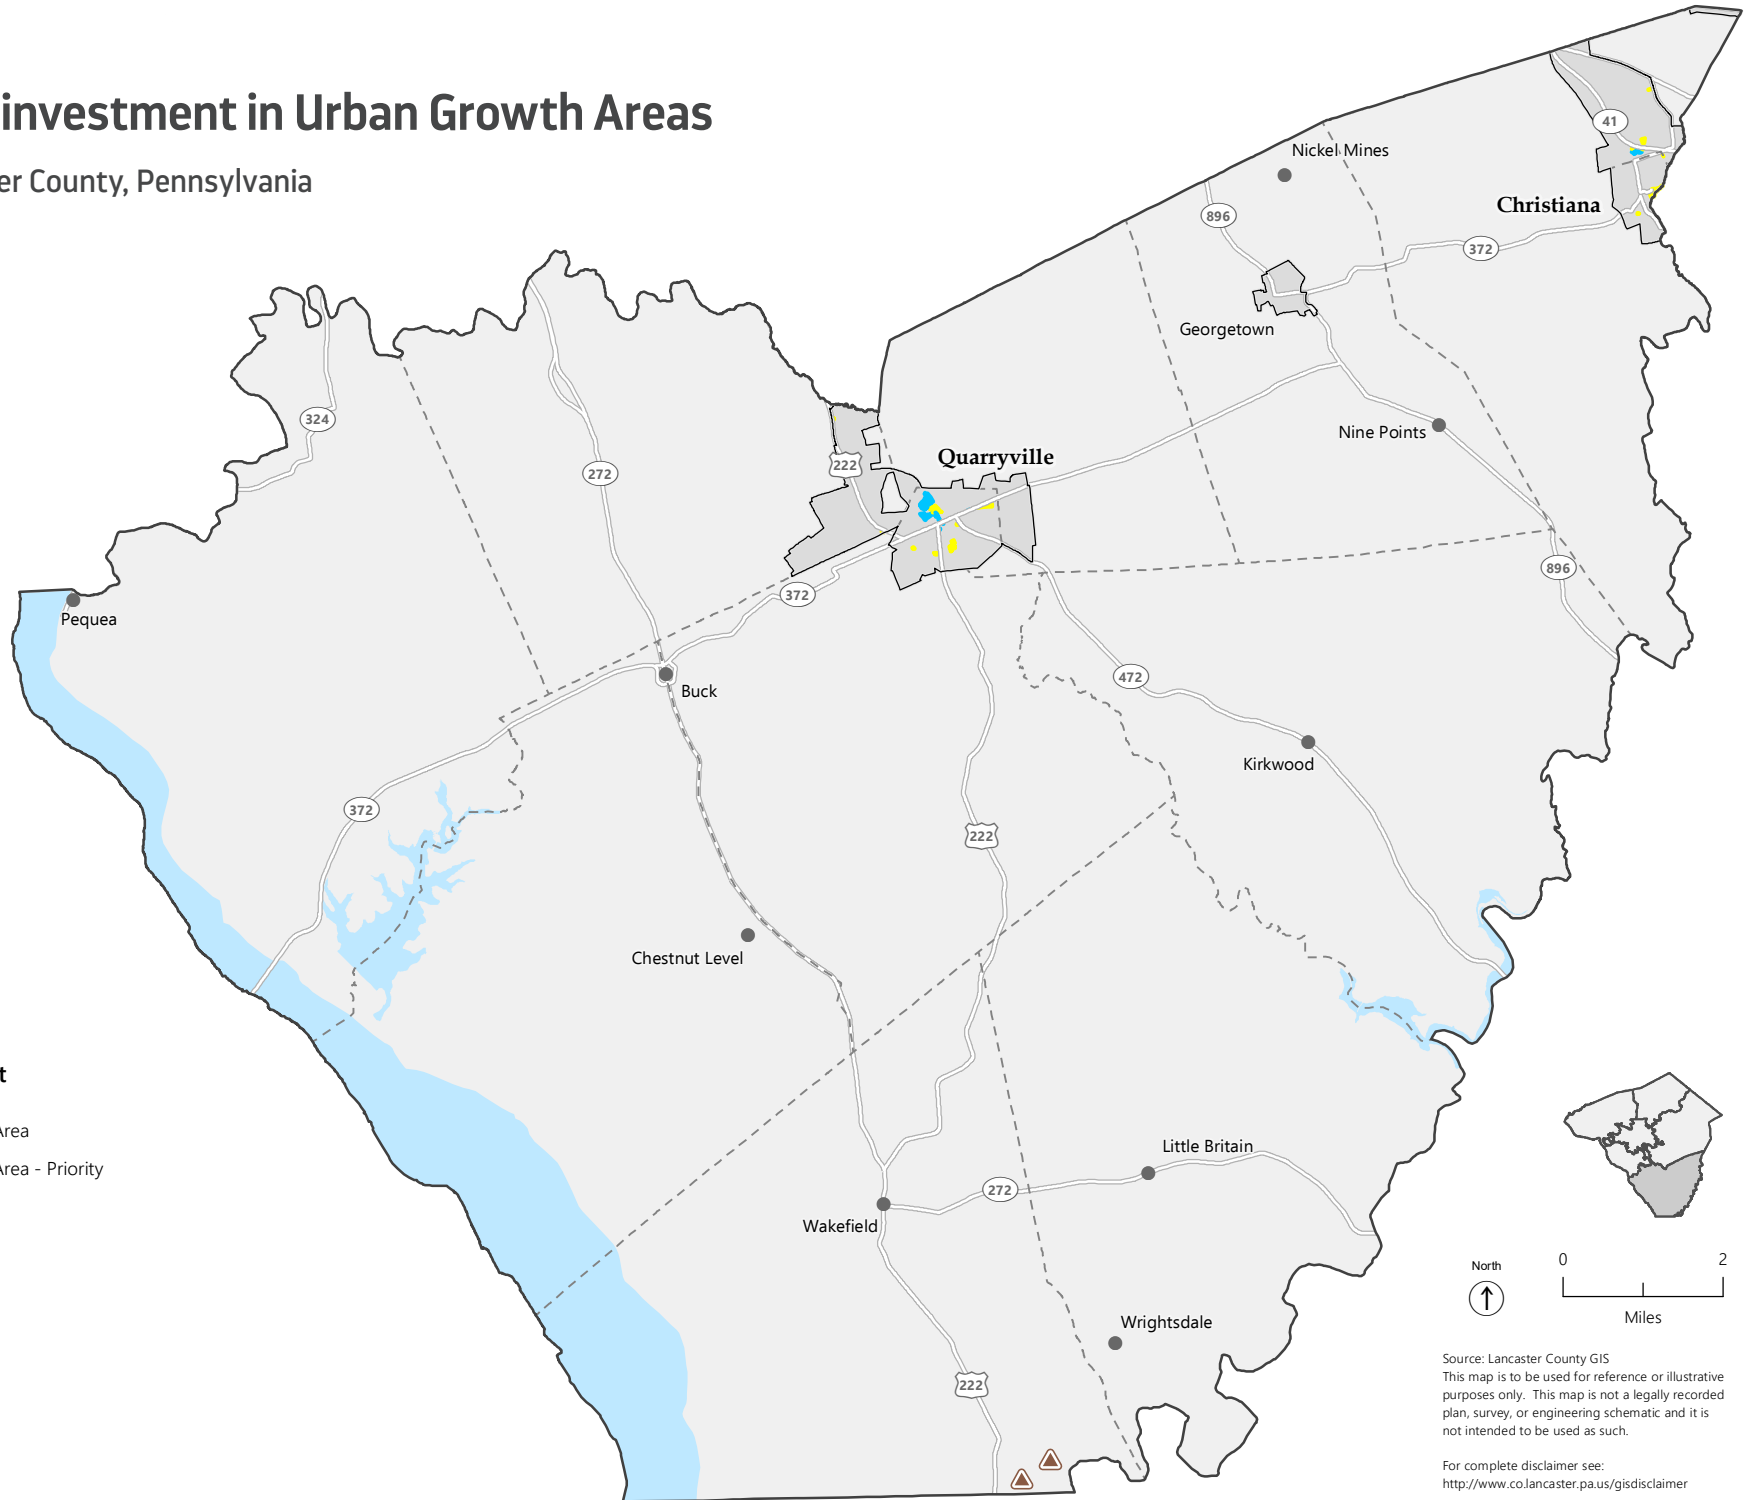 investment in Urban Growth Areas
er County, Pennsylvania
Nickel Mines
41
Christiana
896
372
Georgetown
324
Nine Points
272
222
Quarryville
896
372
Pequea
Buck
472
Kirkwood
372
222
Chestnut Level
t
Area
Area - Priority
Little Britain
272
Wakefield
Wrightsdale
222
North
0 2
Miles
Source: Lancaster County GIS
This map is to be used for reference or illustrative
purposes only. This map is not a legally recorded
plan, survey, or engineering schematic and it is
not intended to be used as such.
For complete disclaimer see:
http://www.co.lancaster.pa.us/gisdisclaimer